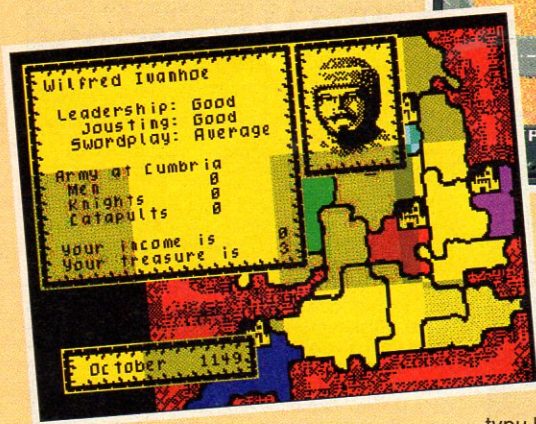 Wilfred Ivanhoe
Leadership: Good
Jousting: Good
Swordplay: Average
Army at Cumbria
Men 0
Knights 0
Catapults 0
Your income is 0
Your treasure is 3
October 1149
typu